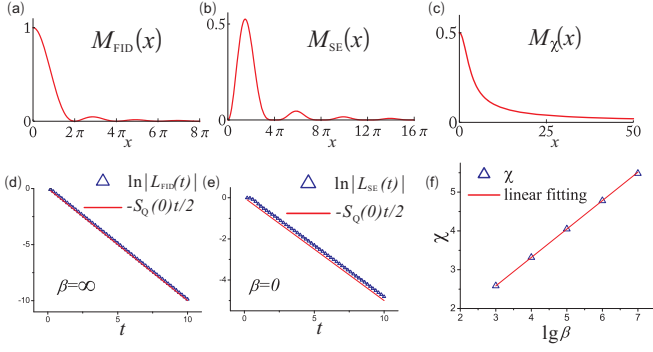 (a)
M_FID(x)
1
0
0 2π 4π 6π 8π
x
(b)
M_SE(x)
0.5
0
0 4π 8π 12π 16π
x
(c)
M_χ(x)
0.5
0
0 25 50
x
(d)
ln|L_FID(t)|
-S_Q(0)t/2
0
-5
-10
β=∞
0 5 10
t
(e)
ln|L_SE(t)|
-S_Q(0)t/2
0
-2
-4
β=0
0 5 10
t
(f)
χ
linear fitting
5
4
3
2
χ
2 3 4 5 6 7
lgβ